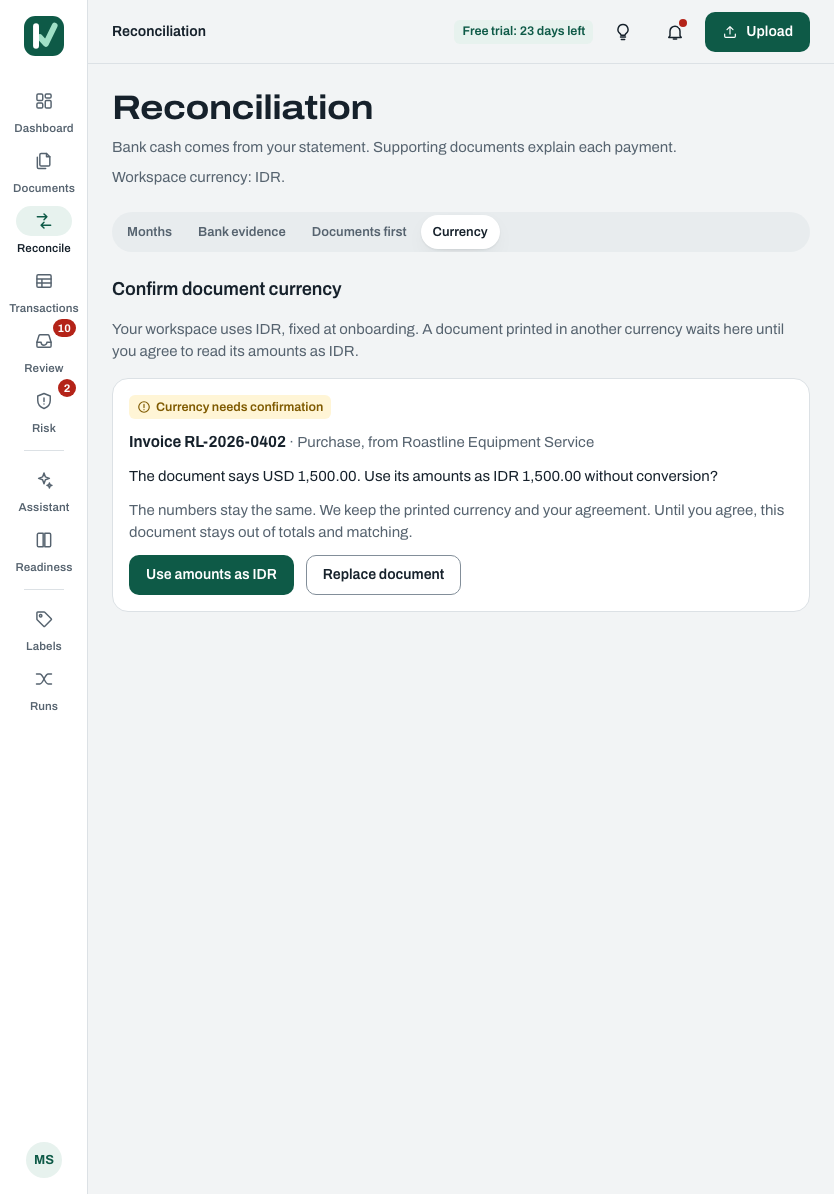 Reconciliation
Free trial: 23 days left
Upload
Dashboard
Documents
Reconcile
Transactions
10
Review
2
Risk
Assistant
Readiness
Labels
Runs
MS
Reconciliation
Bank cash comes from your statement. Supporting documents explain each payment.
Workspace currency: IDR.
Months
Bank evidence
Documents first
Currency
Confirm document currency
Your workspace uses IDR, fixed at onboarding. A document printed in another currency waits here until
you agree to read its amounts as IDR.
Currency needs confirmation
Invoice RL-2026-0402 · Purchase, from Roastline Equipment Service
The document says USD 1,500.00. Use its amounts as IDR 1,500.00 without conversion?
The numbers stay the same. We keep the printed currency and your agreement. Until you agree, this
document stays out of totals and matching.
Use amounts as IDR
Replace document